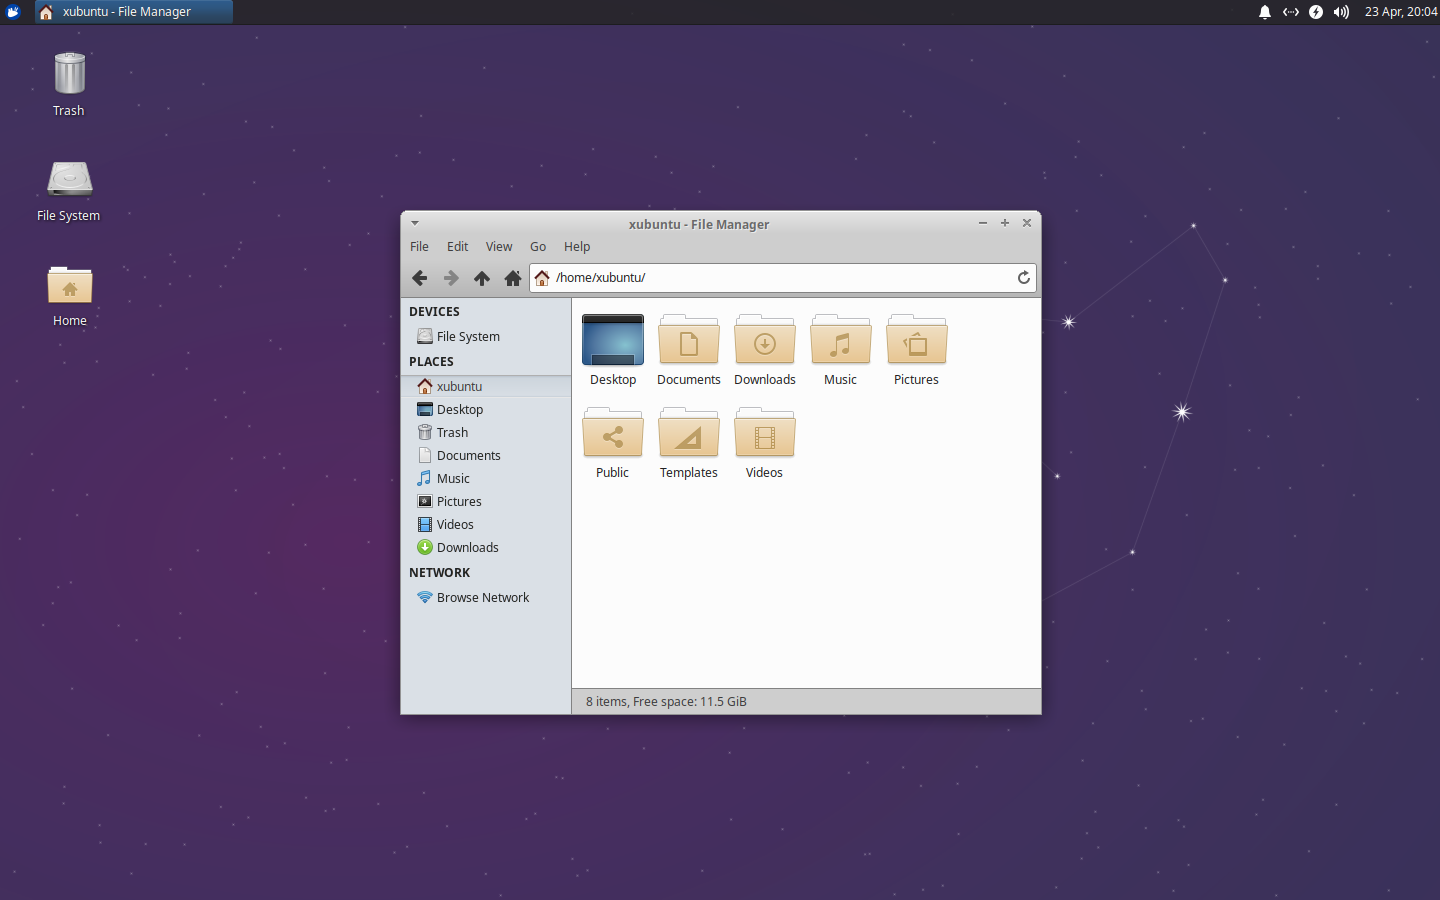 xubuntu - File Manager
23 Apr, 20:04
Trash
File System
Home
xubuntu - File Manager
File Edit View Go Help
/home/xubuntu/
DEVICES
File System
PLACES
xubuntu
Desktop
Trash
Documents
Music
Pictures
Videos
Downloads
NETWORK
Browse Network
Desktop Documents Downloads Music Pictures
Public Templates Videos
8 items, Free space: 11.5 GiB